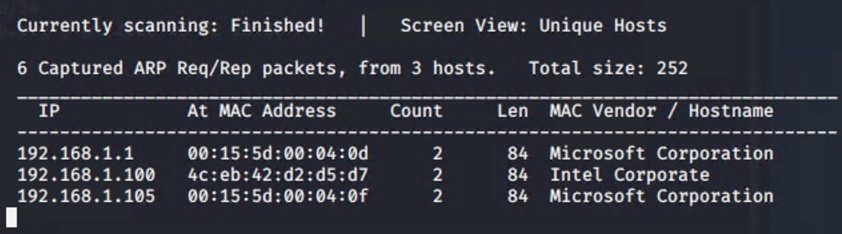 Currently scanning: Finished!   |   Screen View: Unique Hosts
6 Captured ARP Req/Rep packets, from 3 hosts.   Total size: 252
_____________________________________________________________________________
IP            At MAC Address     Count     Len  MAC Vendor / Hostname
-----------------------------------------------------------------------------
192.168.1.1     00:15:5d:00:04:0d      2      84  Microsoft Corporation
192.168.1.100   4c:eb:42:d2:d5:d7      2      84  Intel Corporate
192.168.1.105   00:15:5d:00:04:0f      2      84  Microsoft Corporation